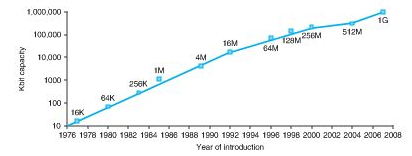 1,000,000
100,000
10,000
1000
100
10
Kbit capacity
16K
64K
256K
1M
4M
16M
64M
128M
256M
512M
1G
1976 1978 1980 1982 1984 1986 1988 1990 1992 1994 1996 1998 2000 2002 2004 2006 2008
Year of introduction